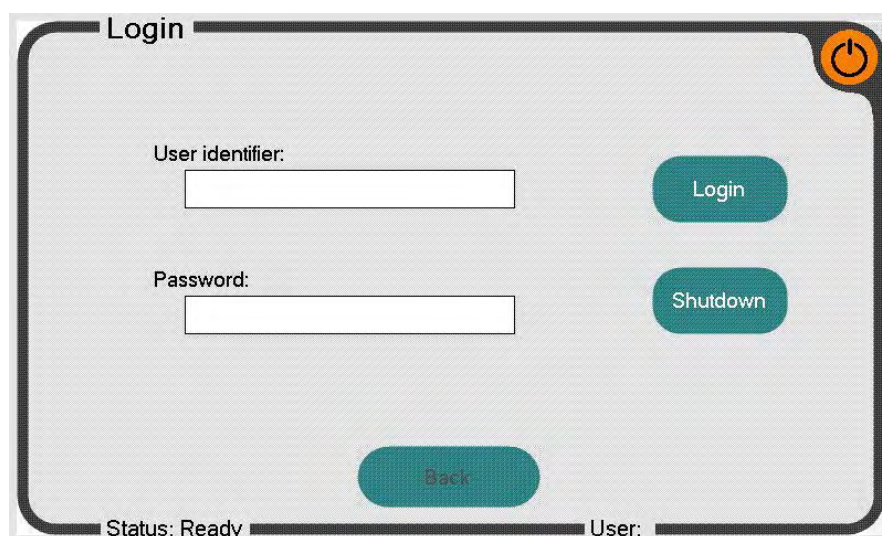 Login
User identifier:
Login
Password:
Shutdown
Back
Status: Ready
User: